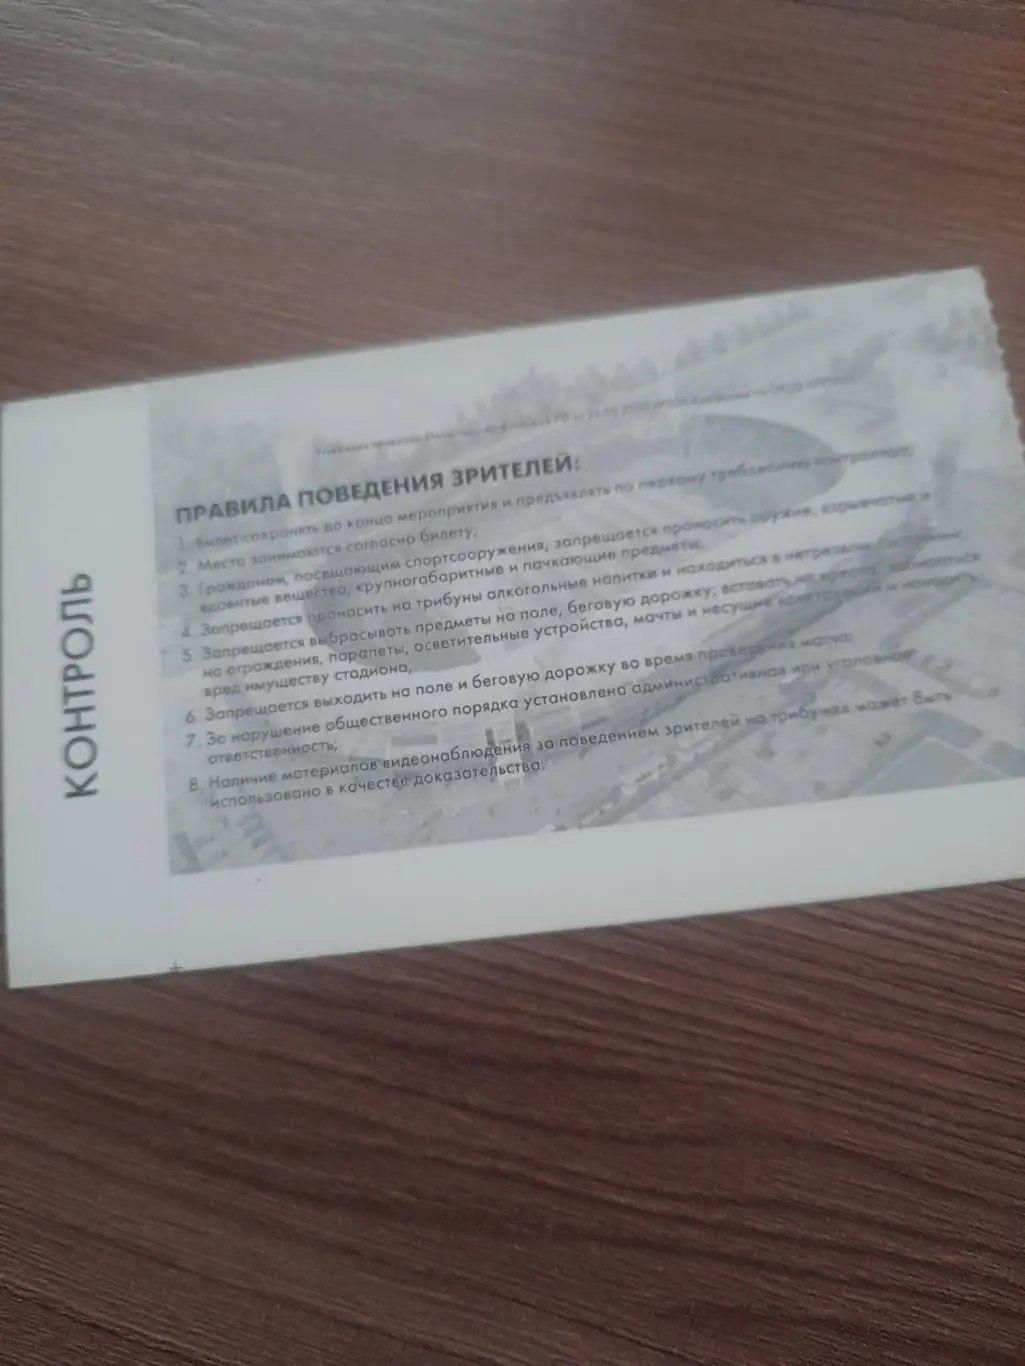 КОНТРОЛЬ
ПРАВИЛА ПОВЕДЕНИЯ ЗРИТЕЛЕЙ:
1. Билет сохранять до конца мероприятия и предъявлять по первому требованию контролера;
2. Места занимаются согласно билету;
3. Гражданам, посещающим спортсооружения, запрещается проносить оружие, взрывчатые и
ядовитые вещества, крупногабаритные и пачкающие предметы;
4. Запрещается проносить на трибуны алкогольные напитки и находиться в нетрезвом состоянии;
5. Запрещается выбрасывать предметы на поле, беговую дорожку; вставать на кресла, забираться
на ограждения, парапеты, осветительные устройства, мачты и несущие конструкции и наносить
вред имуществу стадиона;
6. Запрещается выходить на поле и беговую дорожку во время проведения матча;
7. За нарушение общественного порядка установлена административная или уголовная
ответственность;
8. Наличие материалов видеонаблюдения за поведением зрителей на трибунах может быть
использовано в качестве доказательства.